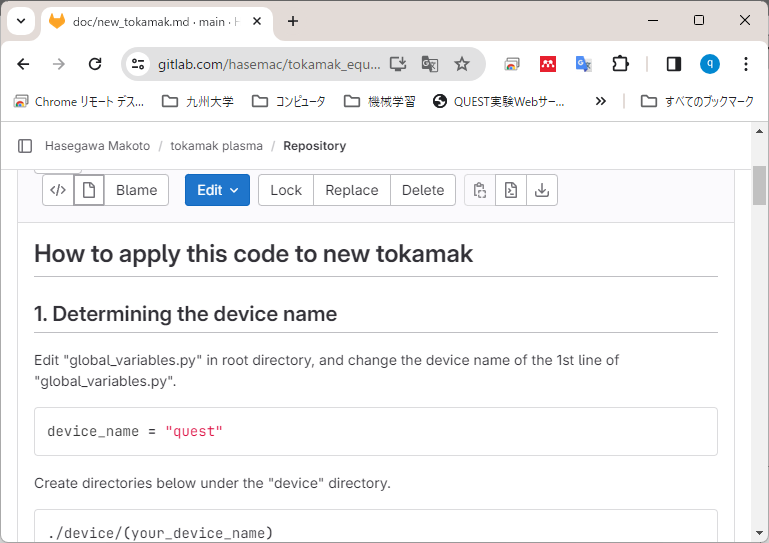 doc/new_tokamak.md · main · H
gitlab.com/hasemac/tokamak_equ...
q
Chrome リモート デス... 九州大学 コンピュータ 機械学習 QUEST実験Webサー... » すべてのブックマーク
Hasegawa Makoto / tokamak plasma / Repository
</> Blame Edit Lock Replace Delete
How to apply this code to new tokamak
1. Determining the device name
Edit "global_variables.py" in root directory, and change the device name of the 1st line of
"global_variables.py".
device_name = "quest"
Create directories below under the "device" directory.
./device/(your_device_name)